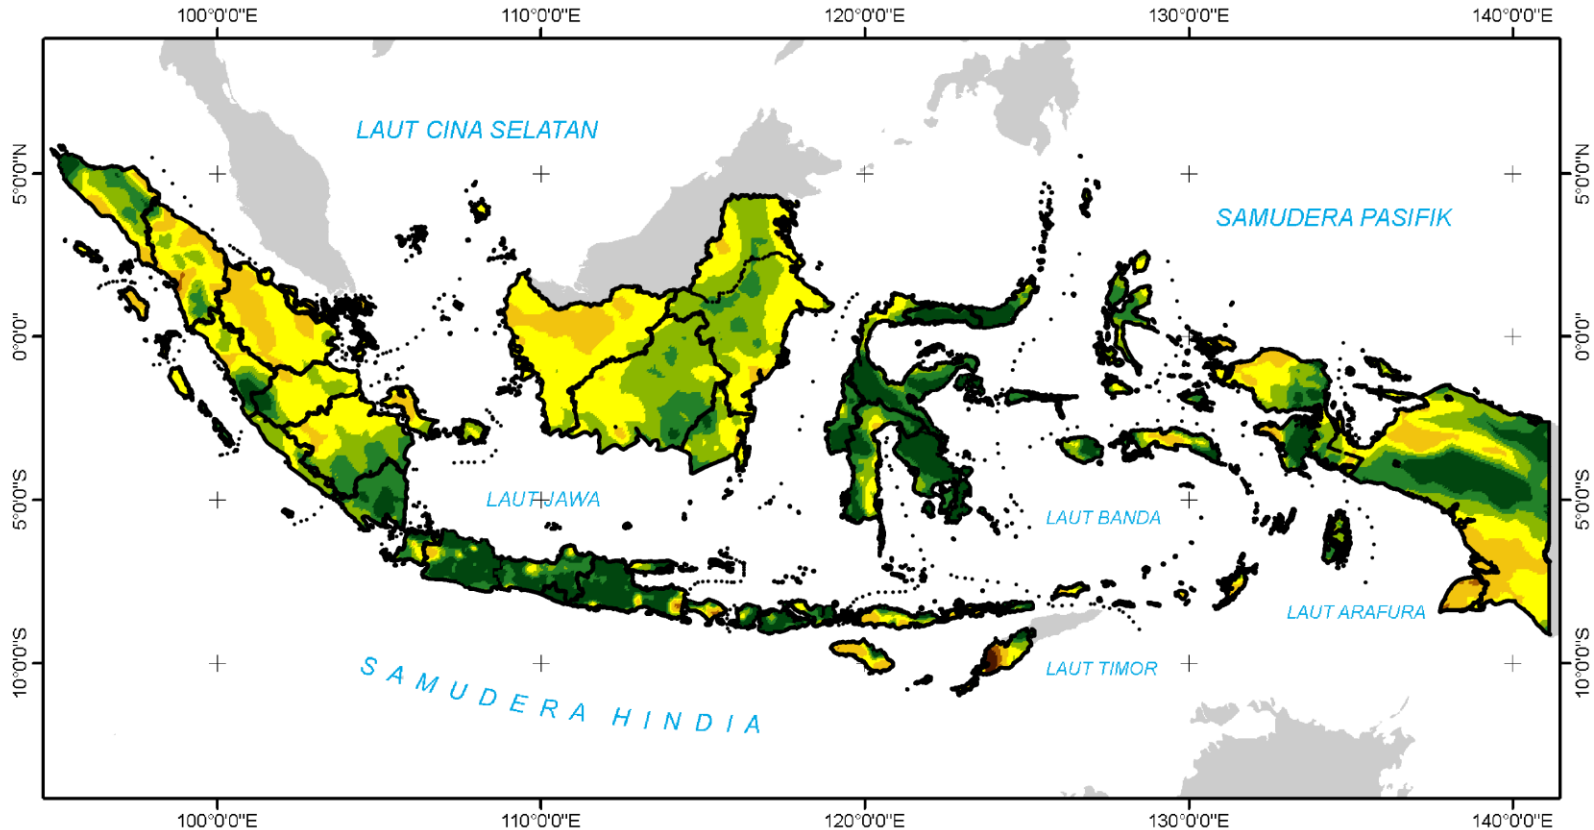 100°0'0"E 110°0'0"E 120°0'0"E 130°0'0"E 140°0'0"E
LAUT CINA SELATAN
5°0'0"N 5°0'0"N
SAMUDERA PASIFIK
0°0'0" 0°0'0"
5°0'0"S LAUT JAWA LAUT BANDA 5°0'0"S
LAUT ARAFURA
10°0'0"S LAUT TIMOR 10°0'0"S
SAMUDERA HINDIA
100°0'0"E 110°0'0"E 120°0'0"E 130°0'0"E 140°0'0"E